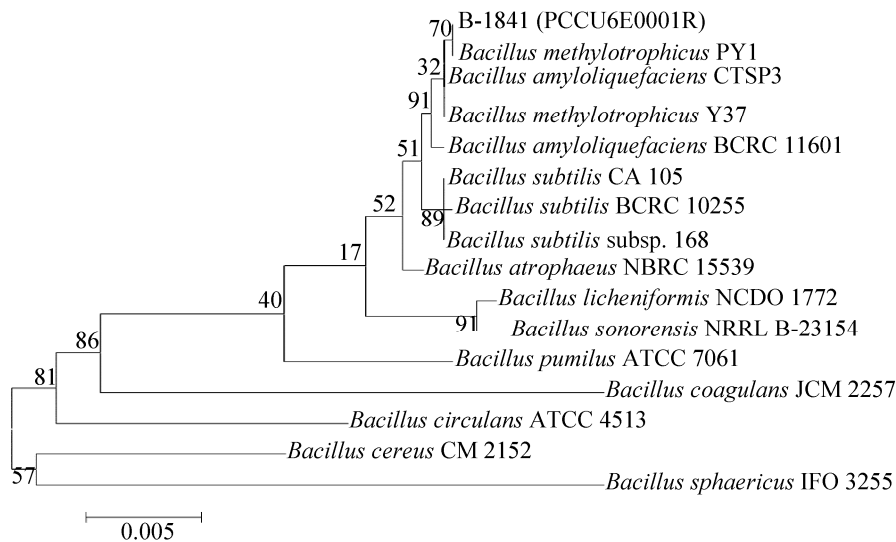 B-1841 (PCCU6E0001R)
70
Bacillus methylotrophicus PY1
32
Bacillus amyloliquefaciens CTSP3
91
Bacillus methylotrophicus Y37
Bacillus amyloliquefaciens BCRC 11601
51
Bacillus subtilis CA 105
52
Bacillus subtilis BCRC 10255
89
Bacillus subtilis subsp. 168
17
Bacillus atrophaeus NBRC 15539
40
Bacillus licheniformis NCDO 1772
91
Bacillus sonorensis NRRL B-23154
86
Bacillus pumilus ATCC 7061
81
Bacillus coagulans JCM 2257
Bacillus circulans ATCC 4513
Bacillus cereus CM 2152
57
Bacillus sphaericus IFO 3255
0.005